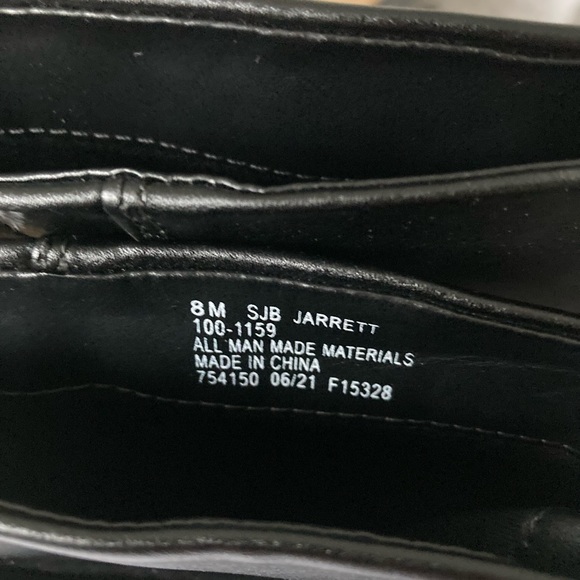 8M SJB JARRETT
100-1159
ALL MAN MADE MATERIALS
MADE IN CHINA
754150 06/21 F15328